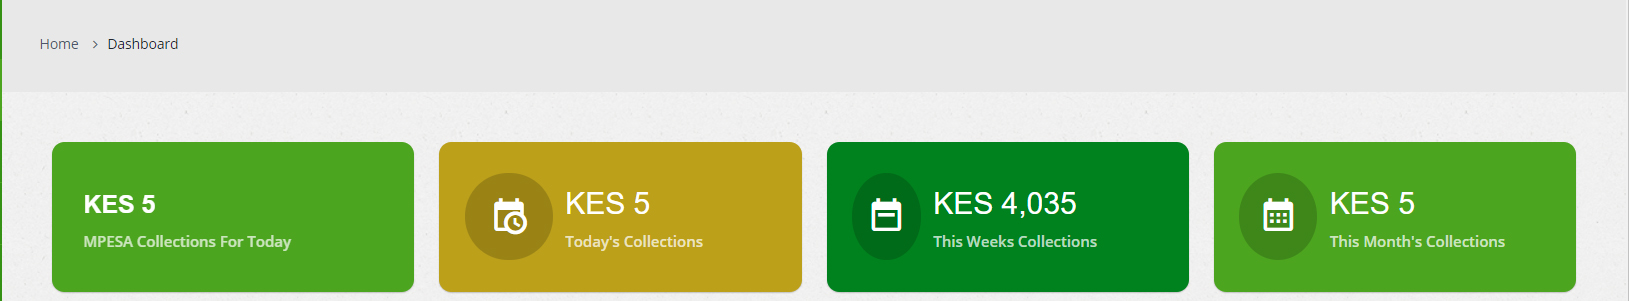 Home > Dashboard
KES 5
MPESA Collections For Today
KES 5
Today's Collections
KES 4,035
This Weeks Collections
KES 5
This Month's Collections